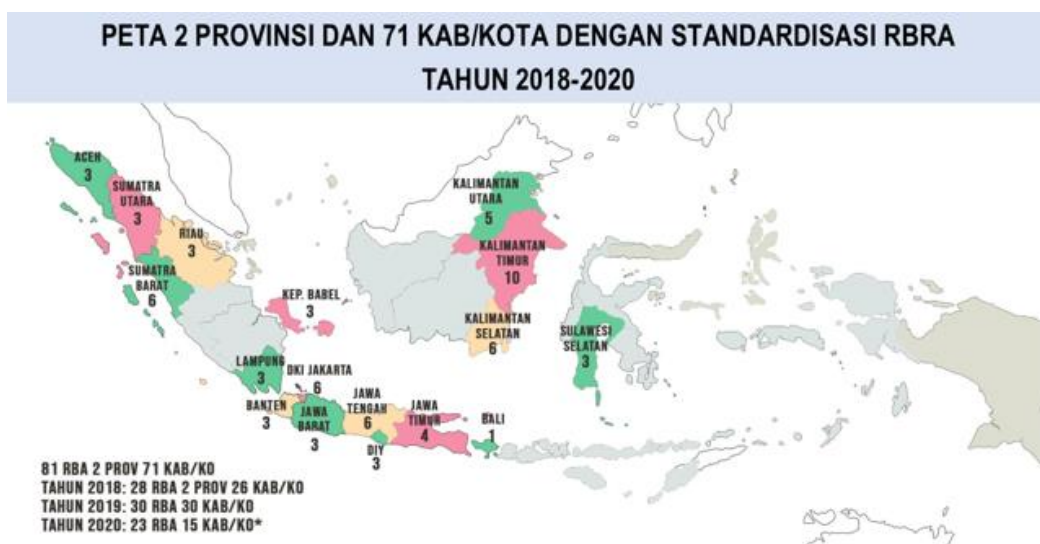 PETA 2 PROVINSI DAN 71 KAB/KOTA DENGAN STANDARDISASI RBRA
TAHUN 2018-2020
ACEH
3
SUMATRA
UTARA
3
RIAU
3
SUMATRA
BARAT
6
KEP. BABEL
3
LAMPUNG
3
DKI JAKARTA
6
BANTEN
3
JAWA
BARAT
3
JAWA
TENGAH
6
DIY
3
JAWA
TIMUR
4
BALI
1
KALIMANTAN
UTARA
5
KALIMANTAN
TIMUR
10
KALIMANTAN
SELATAN
6
SULAWESI
SELATAN
3
81 RBA 2 PROV 71 KAB/KO
TAHUN 2018: 28 RBA 2 PROV 26 KAB/KO
TAHUN 2019: 30 RBA 30 KAB/KO
TAHUN 2020: 23 RBA 15 KAB/KO*